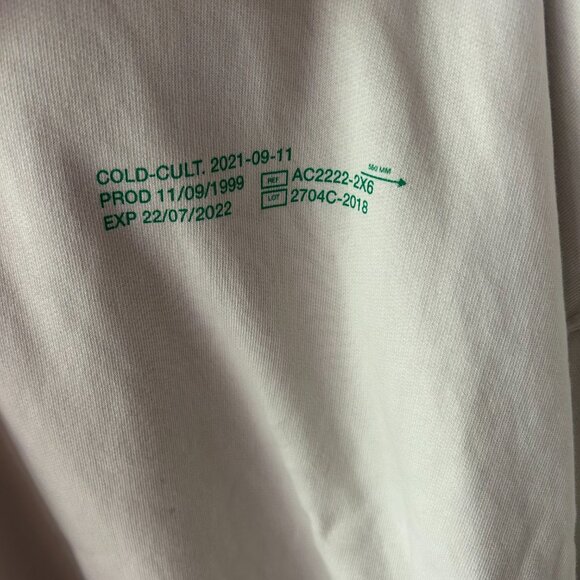 COLD-CULT. 2021-09-11
PROD 11/09/1999
EXP 22/07/2022
560 MM
REF AC2222-2X6
LOT 2704C-2018